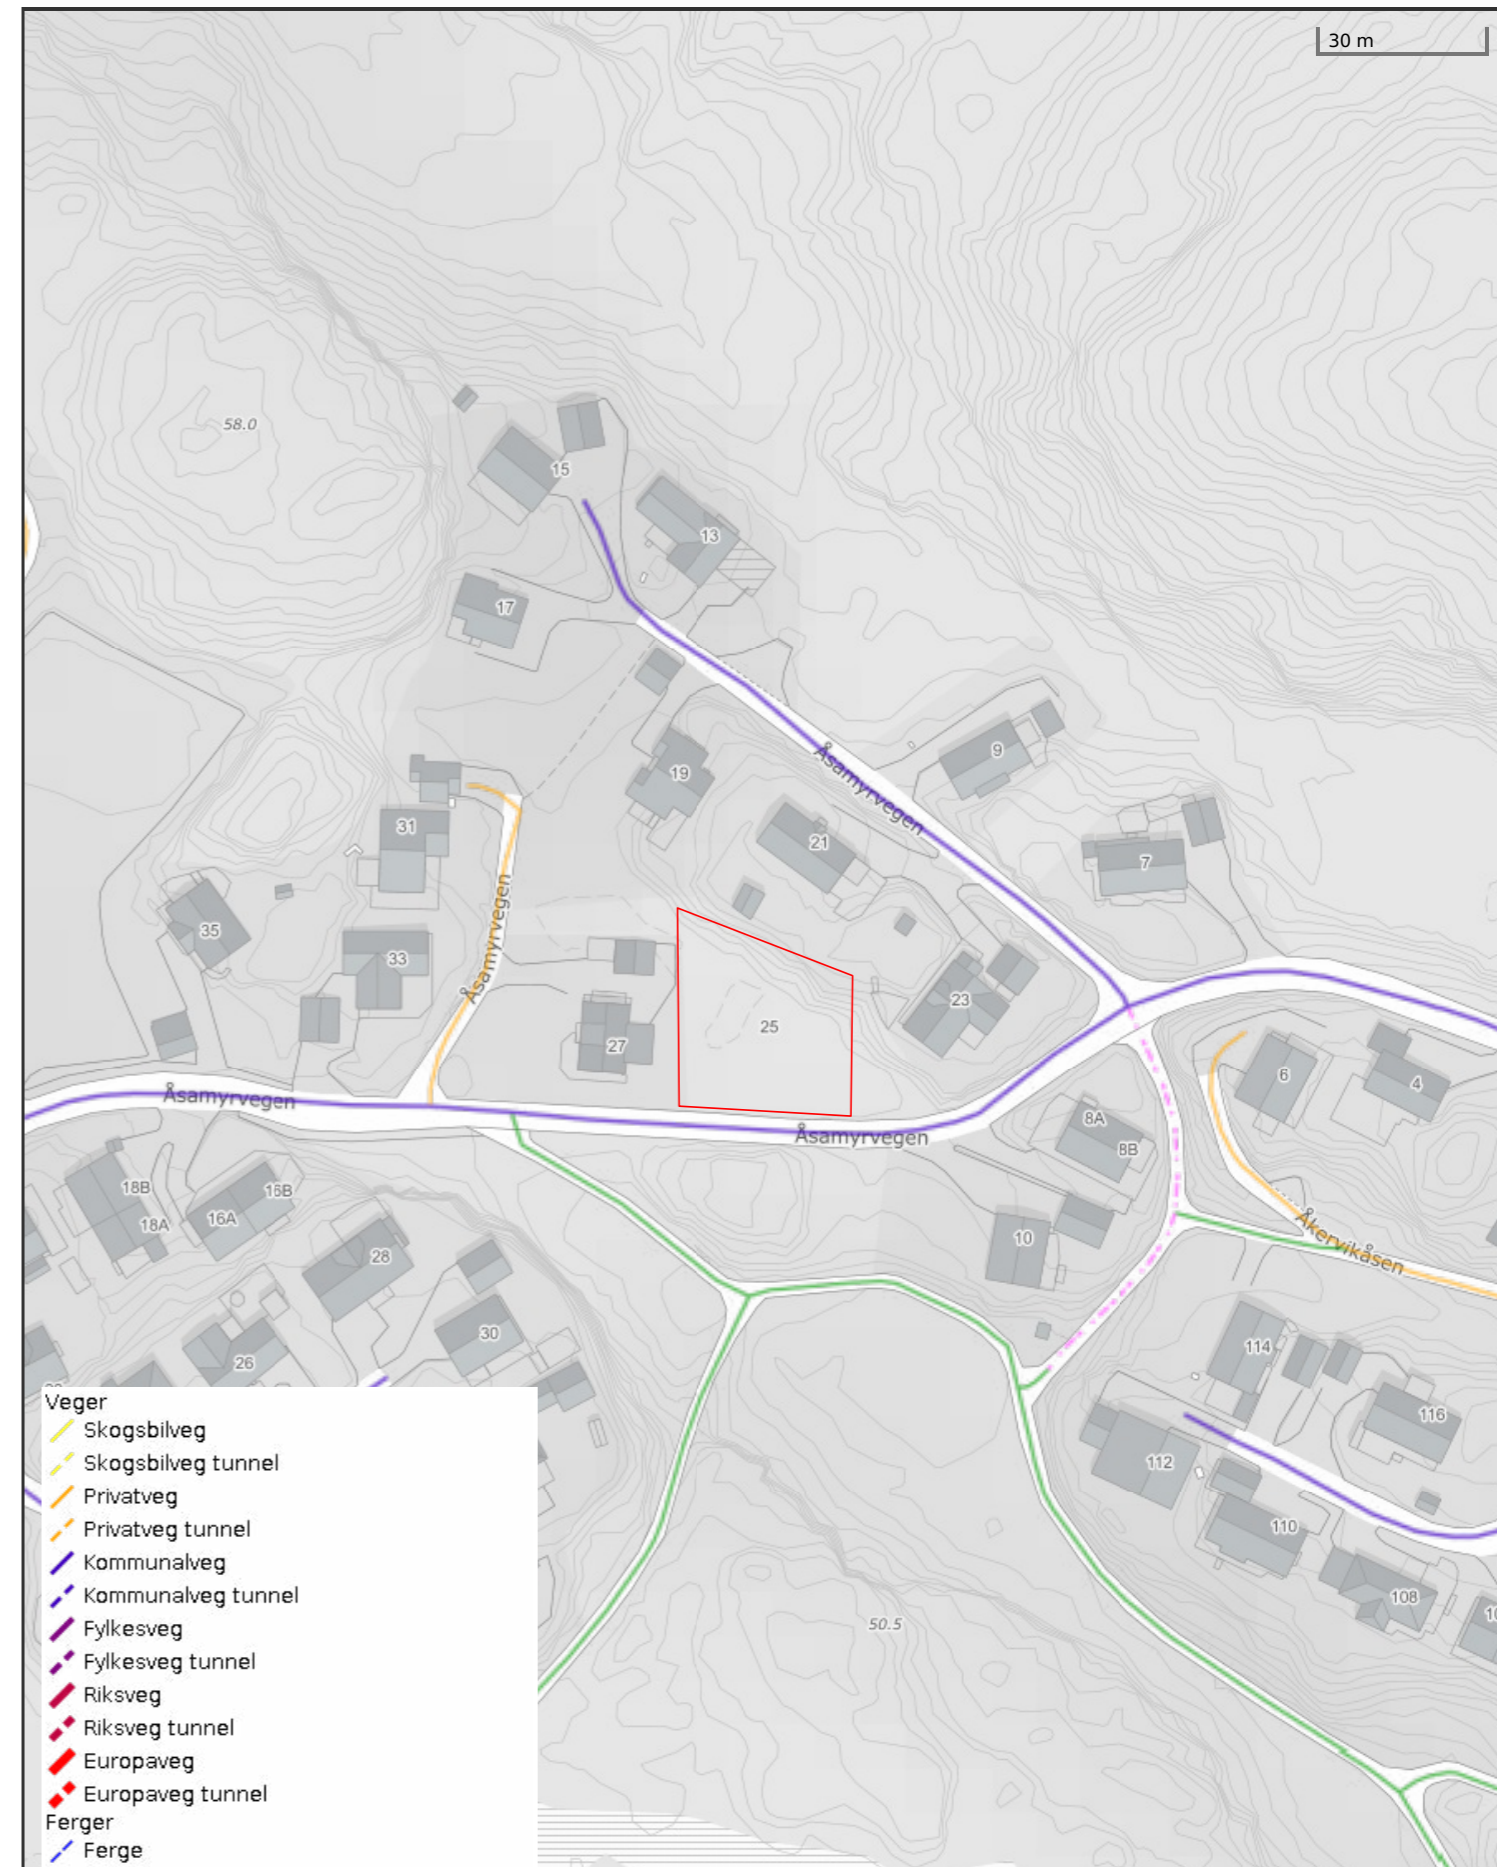 30 m
58.0
15
13
17
9
19
Åsamyrvegen
31
21
7
Åsamyrvegen
35
33
23
25
27
6
4
Åsamyrvegen
Åsamyrvegen
8A
8B
18B
16B
18A
16A
10
Åkervikåsen
28
30
26
114
116
112
110
108
50.5
Veger
Skogsbilveg
Skogsbilveg tunnel
Privatveg
Privatveg tunnel
Kommunalveg
Kommunalveg tunnel
Fylkesveg
Fylkesveg tunnel
Riksveg
Riksveg tunnel
Europaveg
Europaveg tunnel
Ferger
Ferge